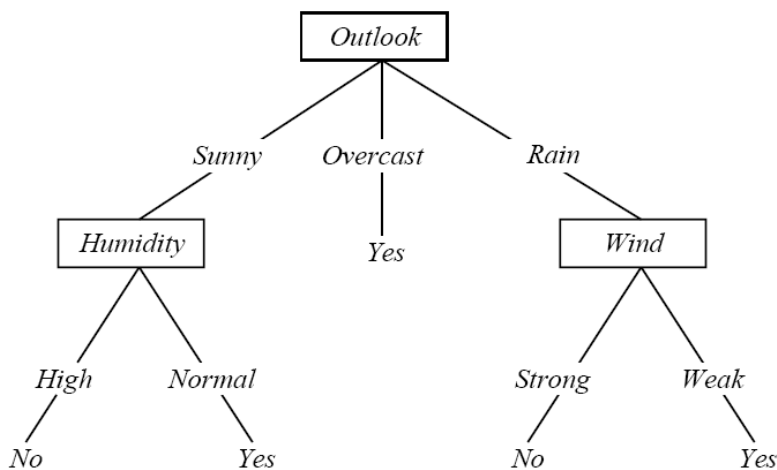 Outlook
Sunny Overcast Rain
Humidity Yes Wind
High Normal Strong Weak
No Yes No Yes